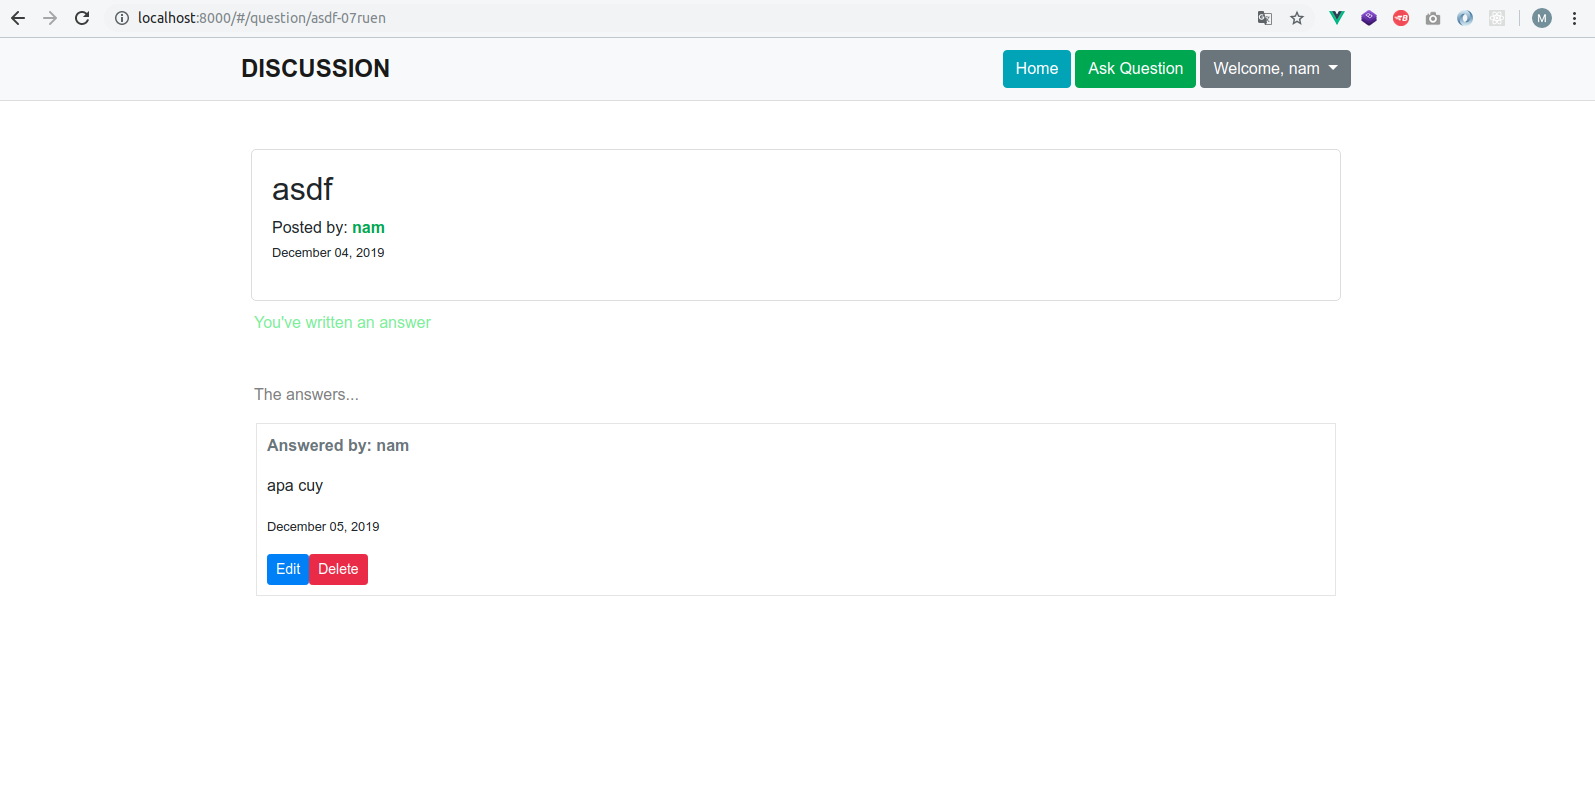 localhost:8000/#/question/asdf-07ruen
M
DISCUSSION
Home
Ask Question
Welcome, nam
asdf
Posted by: nam
December 04, 2019
You've written an answer
The answers...
Answered by: nam
apa cuy
December 05, 2019
Edit
Delete